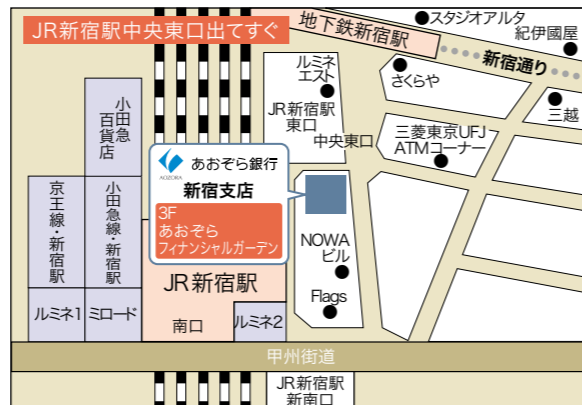 JR新宿駅中央東口出てすぐ
地下鉄新宿駅
スタジオアルタ
紀伊國屋
新宿通り
ルミネ
エスト
さくらや
三越
小田急
百貨店
JR新宿駅
東口
中央東口
三菱東京UFJ
ATMコーナー
AOZORA
あおぞら銀行
新宿支店
3F
あおぞら
フィナンシャルガーデン
京王線・新宿駅
小田急線・新宿駅
NOWA
ビル
JR新宿駅
Flags
ルミネ1
ミロード
南口
ルミネ2
甲州街道
JR新宿駅
新南口